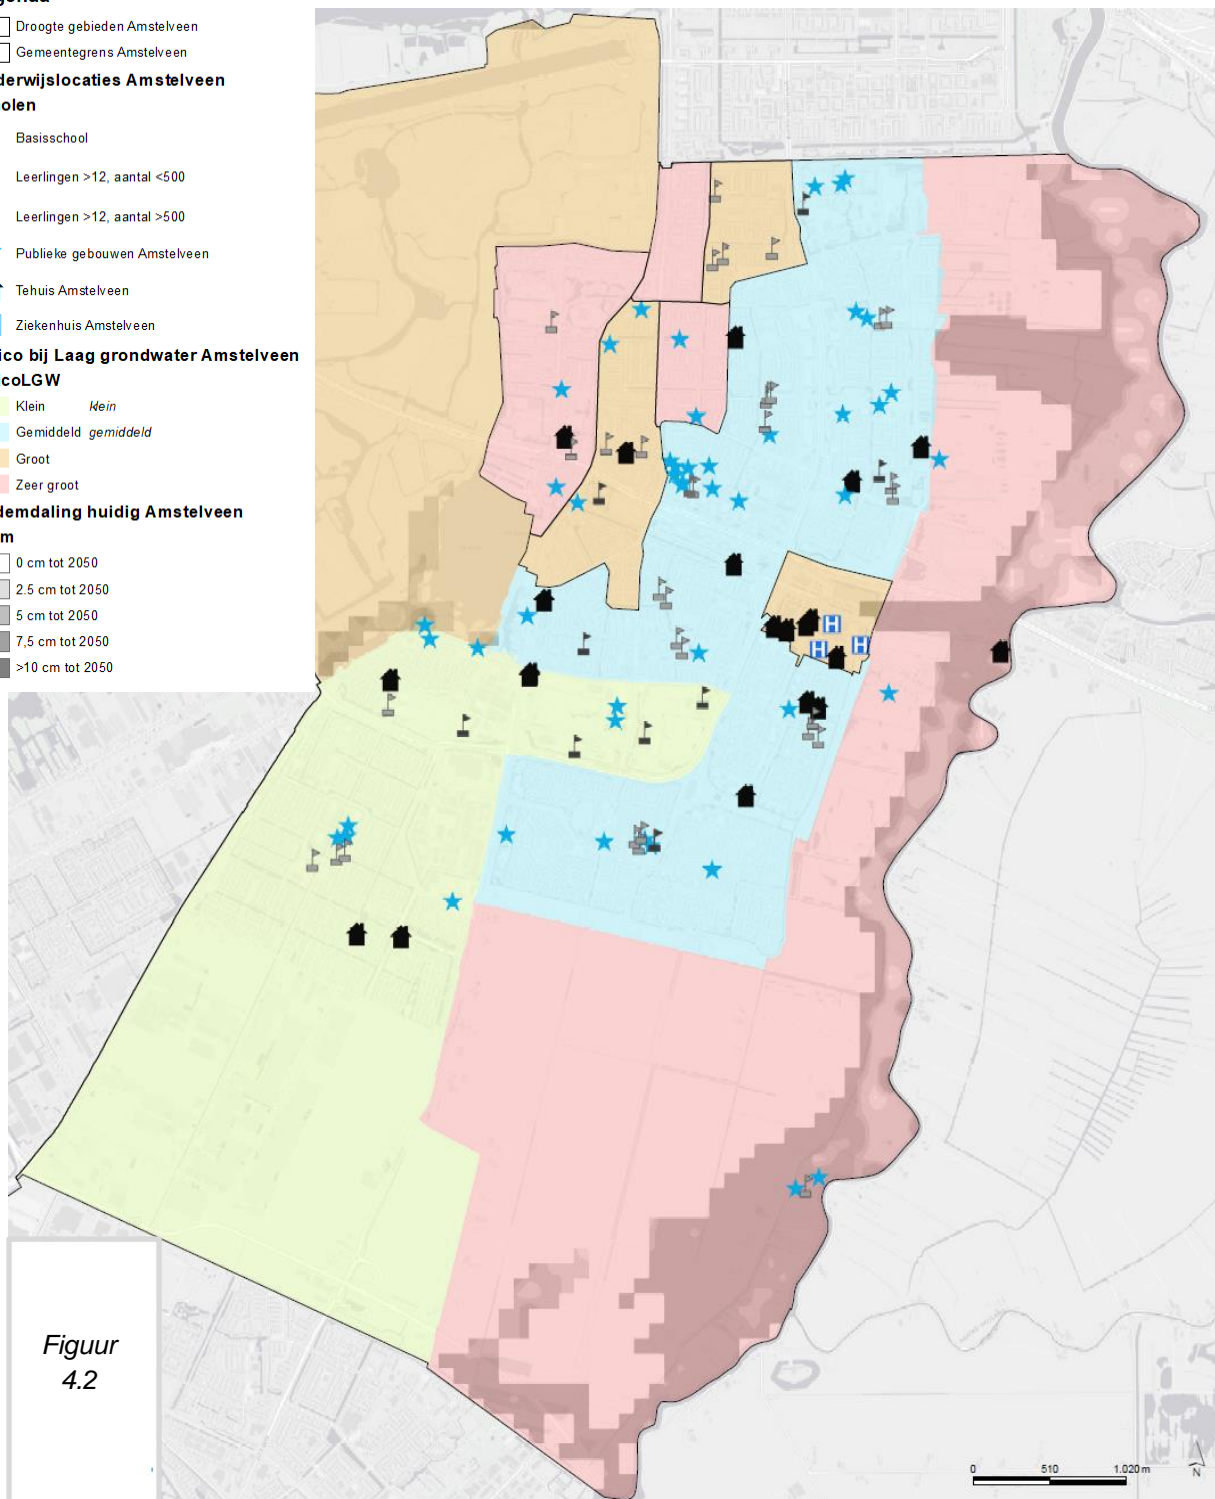 Droogte gebieden Amstelveen
Gemeentegrens Amstelveen
derwijslocaties Amstelveen
olen
Basisschool
Leerlingen >12, aantal <500
Leerlingen >12, aantal >500
Publieke gebouwen Amstelveen
Tehuis Amstelveen
Ziekenhuis Amstelveen
ico bij Laag grondwater Amstelveen
coLGW
Klein klein
Gemiddeld gemiddeld
Groot
Zeer groot
demdaling huidig Amstelveen
m
0 cm tot 2050
2.5 cm tot 2050
5 cm tot 2050
7,5 cm tot 2050
>10 cm tot 2050
H
H
H
Figuur
4.2
0 510 1.020 m
N